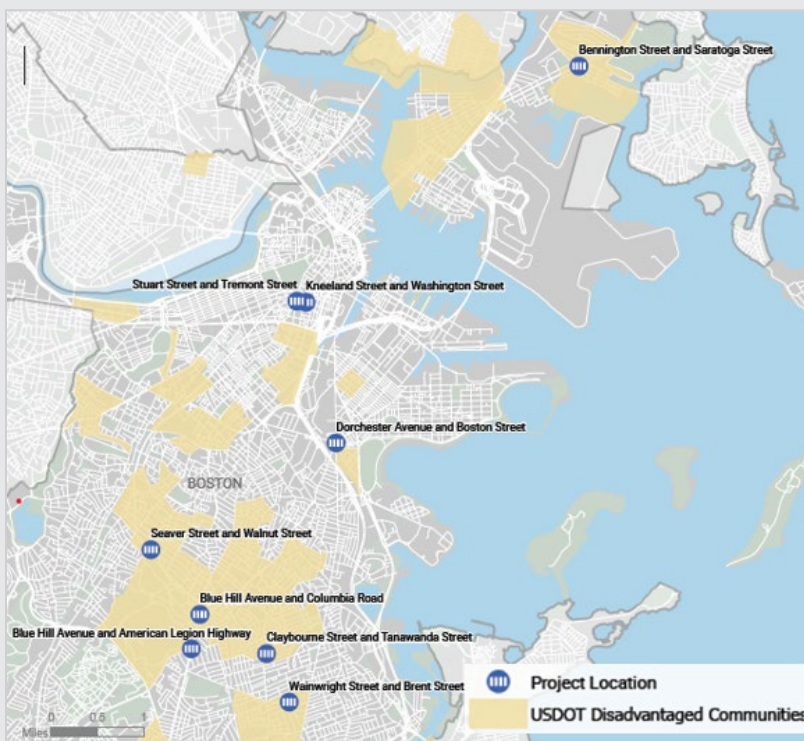 Bennington Street and Saratoga Street
Stuart Street and Tremont Street
Kneeland Street and Washington Street
Dorchester Avenue and Boston Street
BOSTON
Seaver Street and Walnut Street
Blue Hill Avenue and Columbia Road
Blue Hill Avenue and American Legion Highway
Claybourne Street and Tanawanda Street
Wainwright Street and Brent Street
Project Location
USDOT Disadvantaged Communities
0 0.5 1
Miles